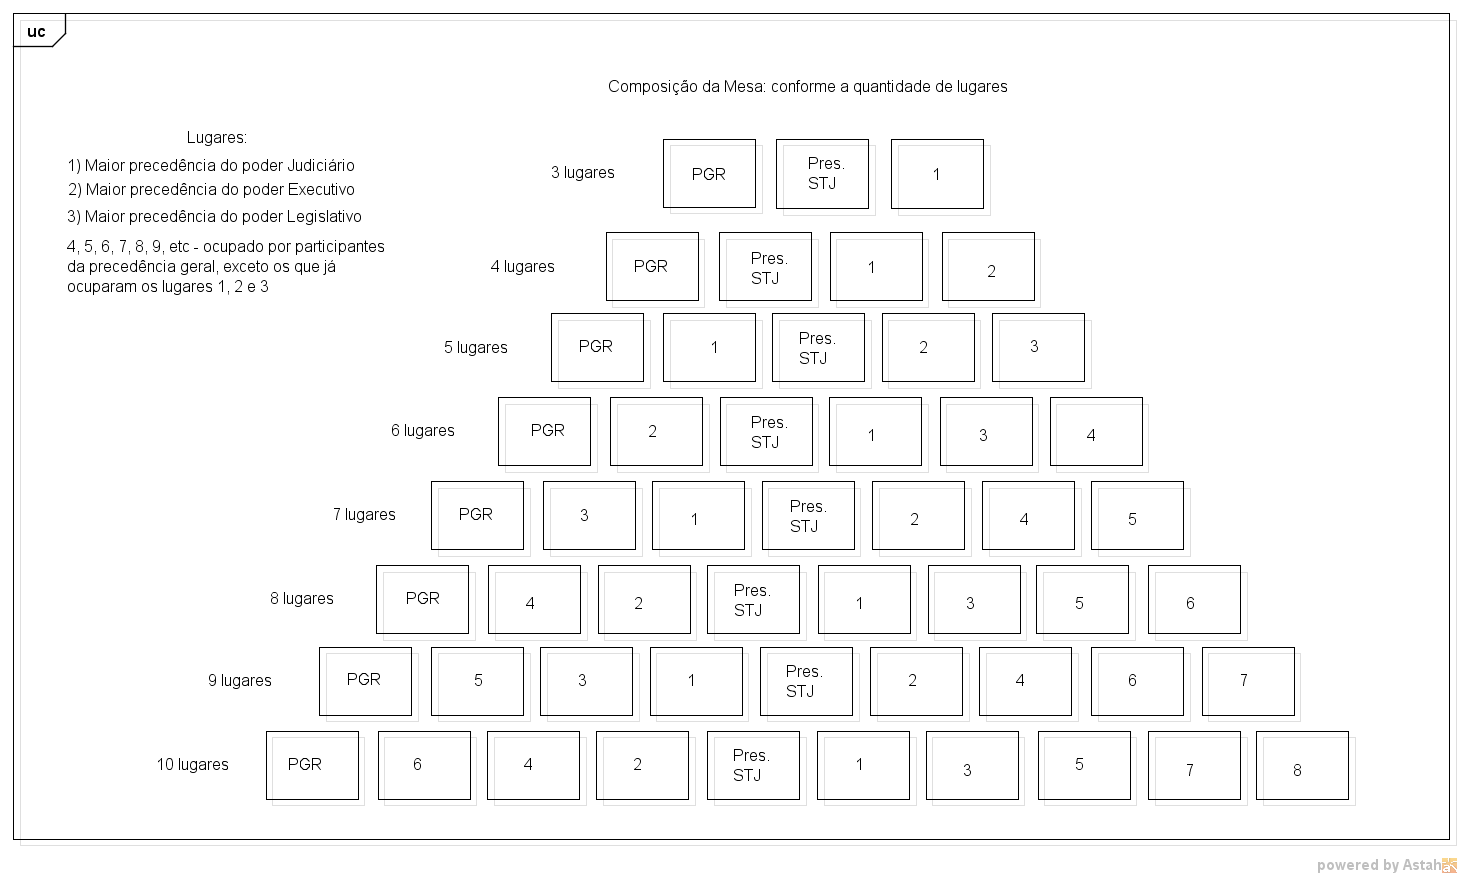 uc
Composição da Mesa: conforme a quantidade de lugares
Lugares:
1) Maior precedência do poder Judiciário
2) Maior precedência do poder Executivo
3) Maior precedência do poder Legislativo
4, 5, 6, 7, 8, 9, etc - ocupado por participantes
da precedência geral, exceto os que já
ocuparam os lugares 1, 2 e 3
3 lugares
PGR
Pres.
STJ
1
4 lugares
PGR
Pres.
STJ
1
2
5 lugares
PGR
1
Pres.
STJ
2
3
6 lugares
PGR
2
Pres.
STJ
1
3
4
7 lugares
PGR
3
1
Pres.
STJ
2
4
5
8 lugares
PGR
4
2
Pres.
STJ
1
3
5
6
9 lugares
PGR
5
3
1
Pres.
STJ
2
4
6
7
10 lugares
PGR
6
4
2
Pres.
STJ
1
3
5
7
8
powered by Astah